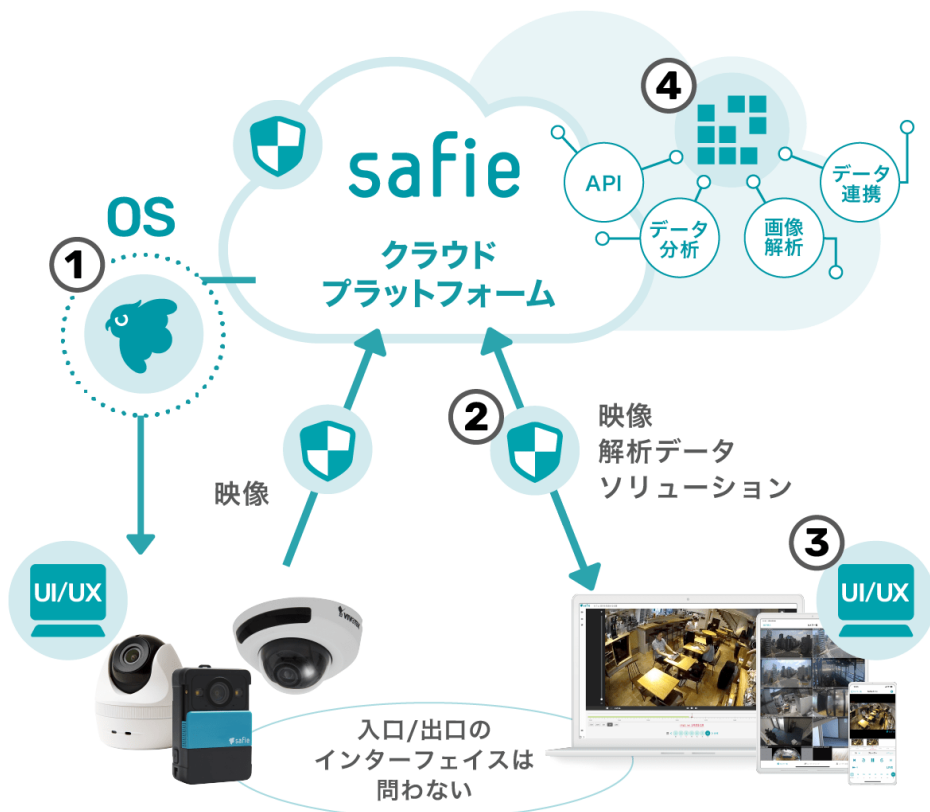 ④
safie
API
データ
連携
データ
分析
画像
解析
OS
①
クラウド
プラットフォーム
②
映像
解析データ
ソリューション
映像
③
UI/UX
UI/UX
VIVOTEK
safie
入口/出口の
インターフェイスは
問わない